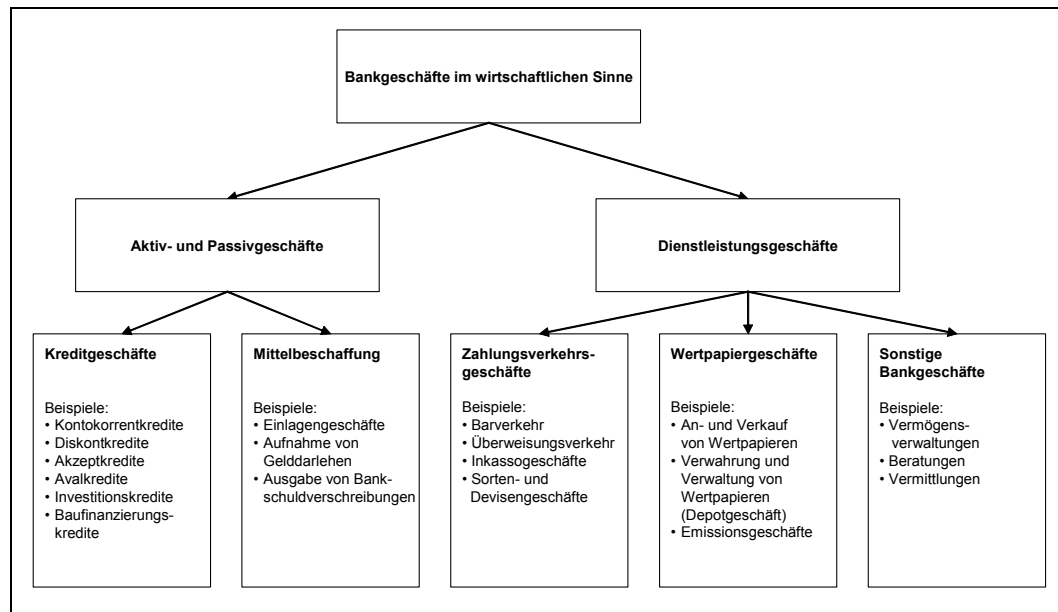 Bankgeschäfte im wirtschaftlichen Sinne
Aktiv- und Passivgeschäfte
Dienstleistungsgeschäfte
Kreditgeschäfte
Beispiele:
• Kontokorrentkredite
• Diskontkredite
• Akzeptkredite
• Avalkredite
• Investitionskredite
• Baufinanzierungs-
kredite
Mittelbeschaffung
Beispiele:
• Einlagengeschäfte
• Aufnahme von
Gelddarlehen
• Ausgabe von Bank-
schuldverschreibungen
Zahlungsverkehrs-
geschäfte
Beispiele:
• Barverkehr
• Überweisungsverkehr
• Inkassogeschäfte
• Sorten- und
Devisengeschäfte
Wertpapiergeschäfte
Beispiele:
• An- und Verkauf
von Wertpapieren
• Verwahrung und
Verwaltung von
Wertpapieren
(Depotgeschäft)
• Emissionsgeschäfte
Sonstige
Bankgeschäfte
Beispiele:
• Vermögens-
verwaltungen
• Beratungen
• Vermittlungen